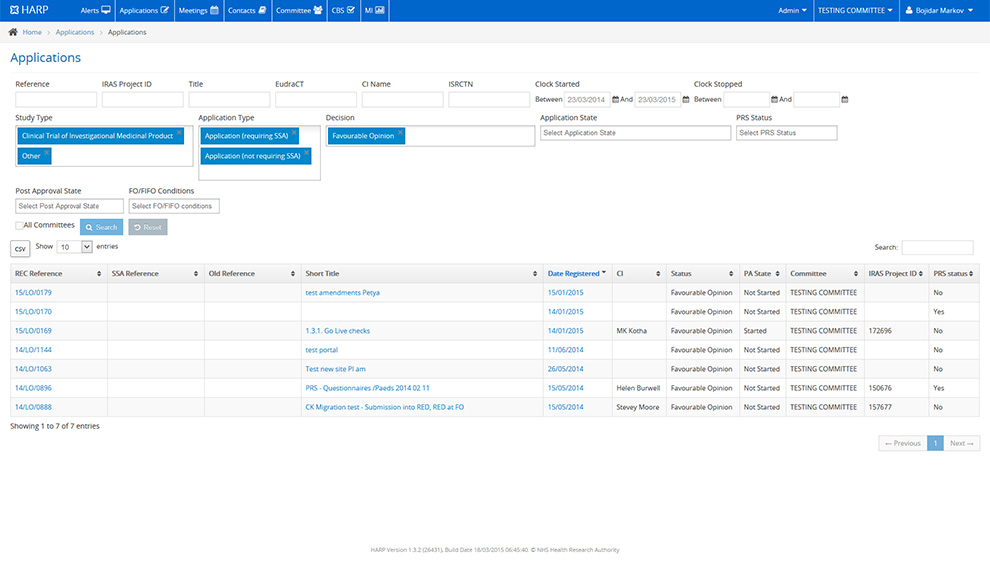 HARP Alerts Applications Meetings Contacts Committee CBS MI Admin TESTING COMMITTEE Bojidar Markov
Home > Applications > Applications
Applications
Reference IRAS Project ID Title EudraCT CI Name ISRCTN Clock Started Clock Stopped
Between 23/03/2014 And 23/03/2015 Between And
Study Type Application Type Decision Application State PRS Status
Clinical Trial of Investigational Medicinal Product × Application (requiring SSA) × Favourable Opinion × Select Application State Select PRS Status
Other × Application (not requiring SSA) ×
Post Approval State FO/FIFO Conditions
Select Post Approval State Select FO/FIFO conditions
All Committees Search Reset
CSV Show 10 entries Search:
REC Reference SSA Reference Old Reference Short Title Date Registered CI Status PA State Committee IRAS Project ID PRS status
15/LO/0179 test amendments Petya 15/01/2015 Favourable Opinion Not Started TESTING COMMITTEE No
15/LO/0170 14/01/2015 Favourable Opinion Not Started TESTING COMMITTEE Yes
15/LO/0169 1.3.1. Go Live checks 14/01/2015 MK Kotha Favourable Opinion Started TESTING COMMITTEE 172696 No
14/LO/1144 test portal 11/06/2014 Favourable Opinion Not Started TESTING COMMITTEE No
14/LO/1063 Test new site PI am 26/05/2014 Favourable Opinion Not Started TESTING COMMITTEE No
14/LO/0896 PRS - Questionnaires /Paeds 2014 02 11 15/05/2014 Helen Burwell Favourable Opinion Not Started TESTING COMMITTEE 150676 Yes
14/LO/0888 CK Migration test - Submission into RED, RED at FO 15/05/2014 Stevey Moore Favourable Opinion Not Started TESTING COMMITTEE 157677 No
Showing 1 to 7 of 7 entries
← Previous 1 Next →
HARP Version 1.3.2 (26431), Build Date 18/03/2015 06:45:40. © NHS Health Research Authority